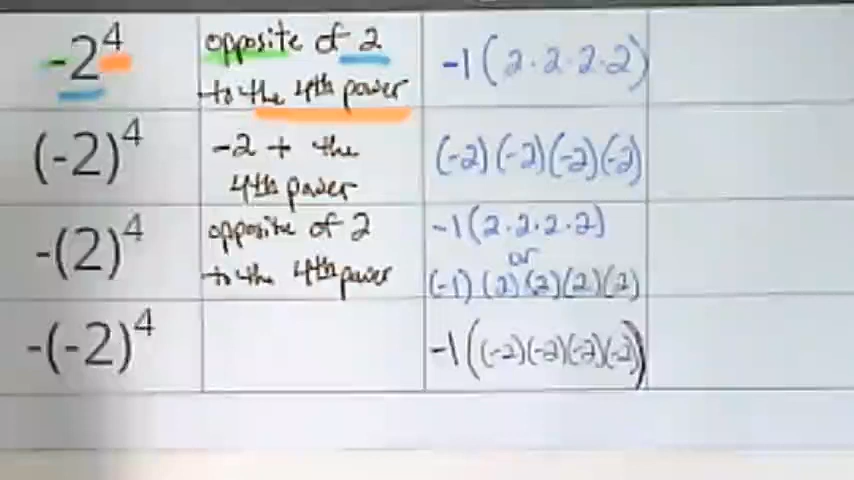 -2⁴
opposite of 2
to the 4th power
-1(2·2·2·2)
(-2)⁴
-2 + the
4th power
(-2)(-2)(-2)(-2)
-(2)⁴
opposite of 2
to the 4th power
-1(2·2·2·2)
or
(-1)(2)(2)(2)(2)
-(-2)⁴
-1((-2)(-2)(-2)(-2))